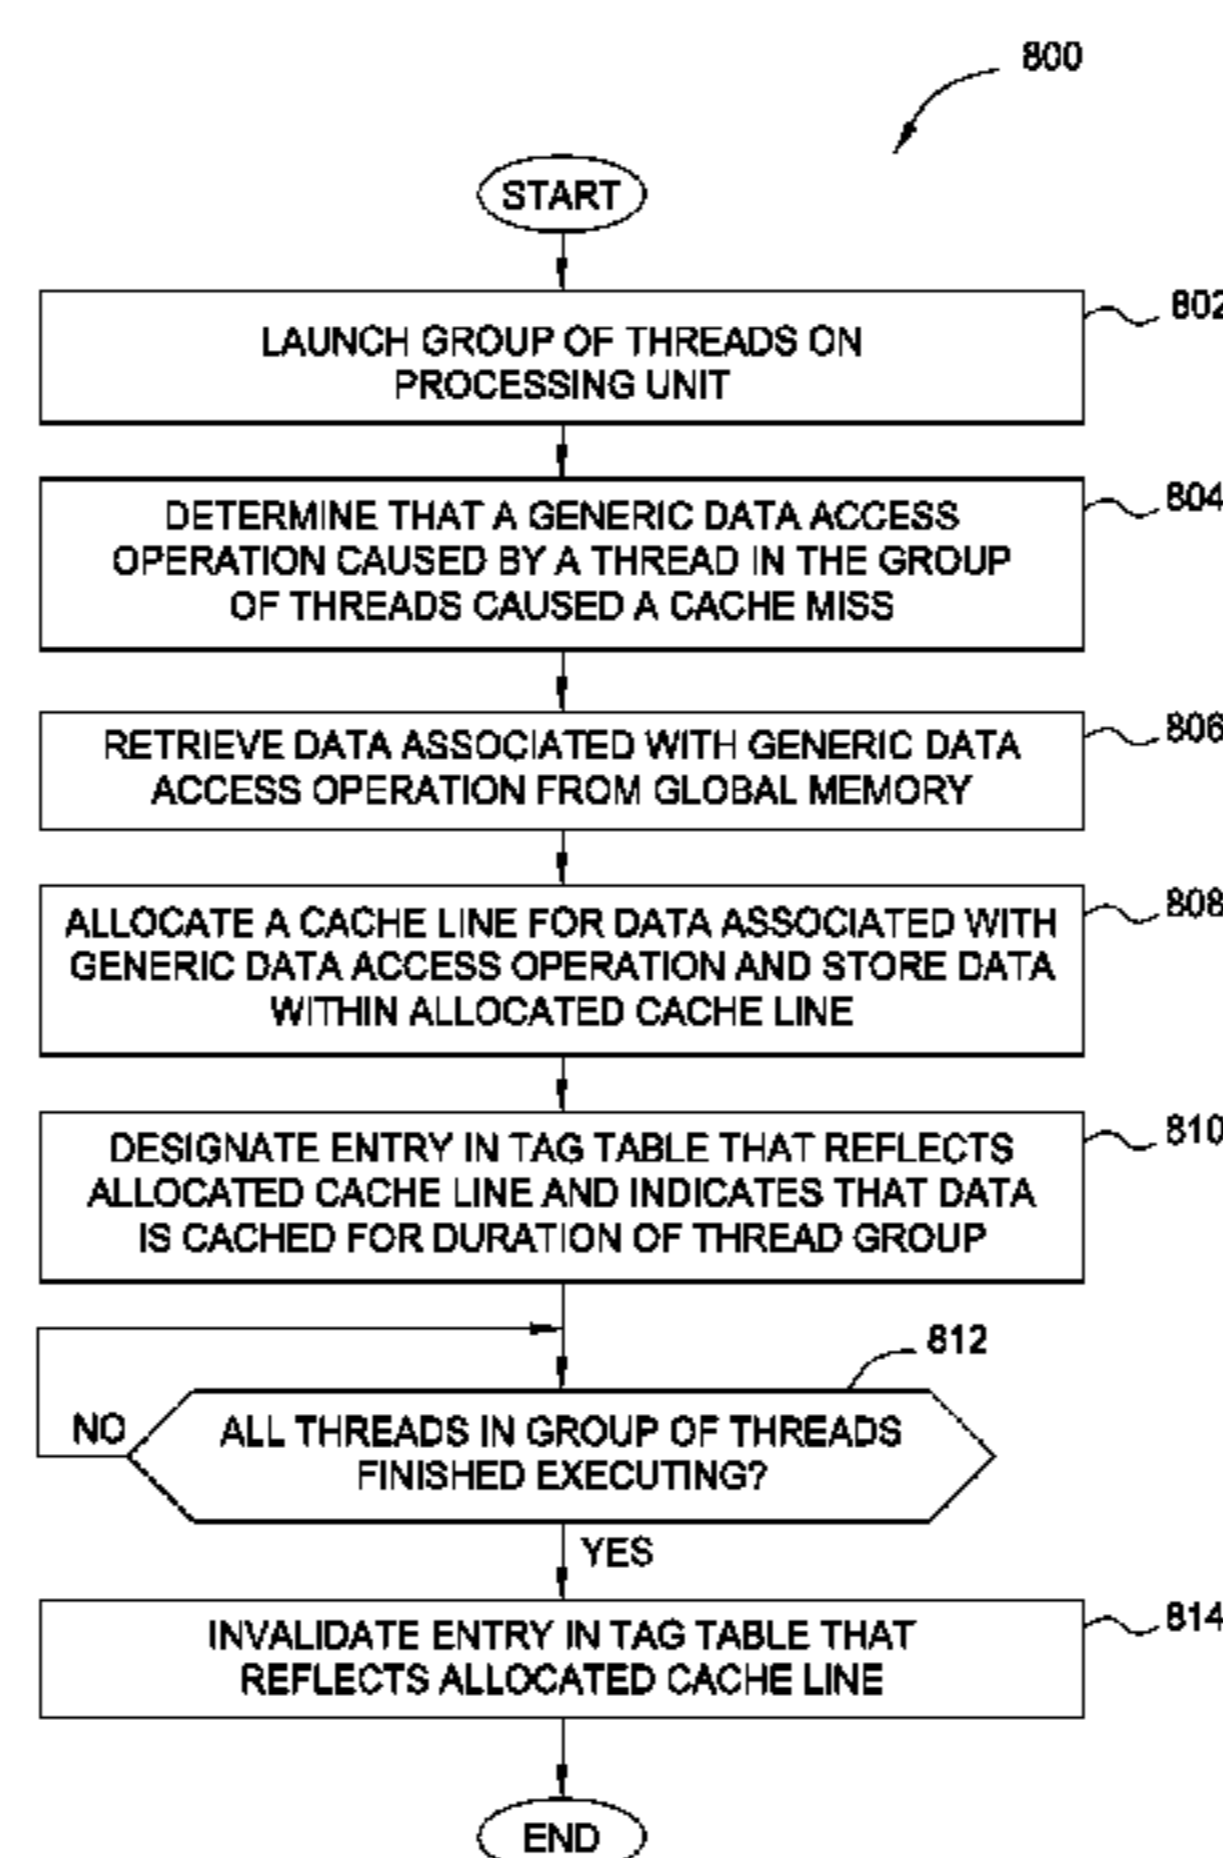 800
START
LAUNCH GROUP OF THREADS ON
PROCESSING UNIT
802
DETERMINE THAT A GENERIC DATA ACCESS
OPERATION CAUSED BY A THREAD IN THE GROUP
OF THREADS CAUSED A CACHE MISS
804
RETRIEVE DATA ASSOCIATED WITH GENERIC DATA
ACCESS OPERATION FROM GLOBAL MEMORY
806
ALLOCATE A CACHE LINE FOR DATA ASSOCIATED WITH
GENERIC DATA ACCESS OPERATION AND STORE DATA
WITHIN ALLOCATED CACHE LINE
808
DESIGNATE ENTRY IN TAG TABLE THAT REFLECTS
ALLOCATED CACHE LINE AND INDICATES THAT DATA
IS CACHED FOR DURATION OF THREAD GROUP
810
812
NO
ALL THREADS IN GROUP OF THREADS
FINISHED EXECUTING?
YES
INVALIDATE ENTRY IN TAG TABLE THAT
REFLECTS ALLOCATED CACHE LINE
814
END